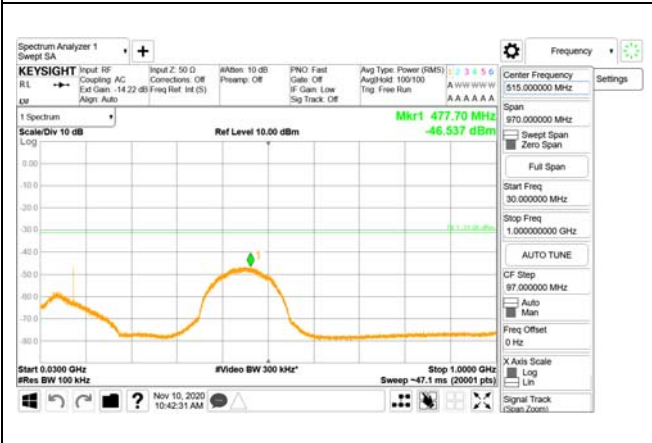 Spectrum Analyzer 1
Swept SA
+
Frequency
KEYSIGHT
RL
Input: RF
Coupling: AC
Ext Gain: -14.22 dB
Align: Auto
Input Z: 50 Ω
Corrections: Off
Freq Ref: Int (S)
#Atten: 10 dB
Preamp: Off
PNO: Fast
Gate: Off
IF Gain: Low
Sig Track: Off
Avg Type: Power (RMS)
Avg|Hold: 100/100
Trig: Free Run
1 2 3 4 5 6
A W W W W W
A A A A A A
1 Spectrum
Scale/Div 10 dB
Log
Ref Level 10.00 dBm
Mkr1 477.70 MHz
-46.537 dBm
0.00
-10.0
-20.0
-30.0
-40.0
-50.0
-60.0
-70.0
-80.0
1
Start 0.0300 GHz
#Res BW 100 kHz
#Video BW 300 kHz*
Stop 1.0000 GHz
Sweep ~47.1 ms (20001 pts)
?
Nov 10, 2020
10:42:31 AM
Center Frequency
515.000000 MHz
Settings
Span
970.000000 MHz
Swept Span
Zero Span
Full Span
Start Freq
30.000000 MHz
Stop Freq
1.000000000 GHz
AUTO TUNE
CF Step
97.000000 MHz
Auto
Man
Freq Offset
0 Hz
X Axis Scale
Log
Lin
Signal Track
(Span Zoom)